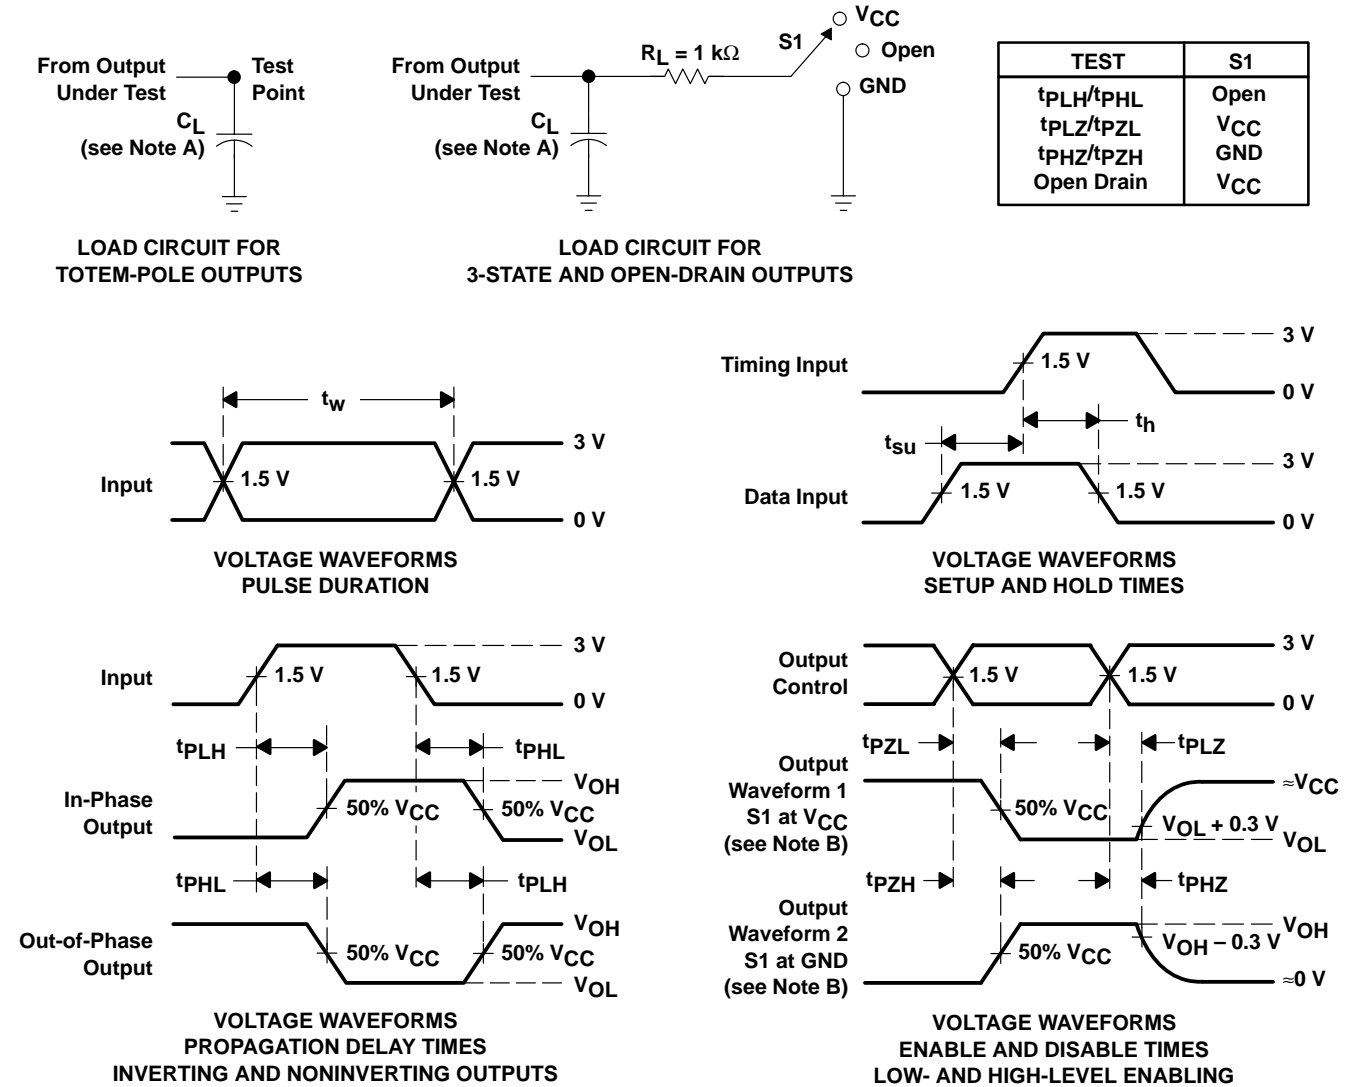 From Output
Under Test
Test
Point
CL
(see Note A)
LOAD CIRCUIT FOR
TOTEM-POLE OUTPUTS
From Output
Under Test
RL = 1 kΩ
S1
VCC
Open
GND
CL
(see Note A)
LOAD CIRCUIT FOR
3-STATE AND OPEN-DRAIN OUTPUTS
TEST S1
tPLH/tPHL Open
tPLZ/tPZL VCC
tPHZ/tPZH GND
Open Drain VCC
tw
Input
3 V
1.5 V
1.5 V
0 V
VOLTAGE WAVEFORMS
PULSE DURATION
Timing Input
3 V
1.5 V
0 V
th
tsu
Data Input
3 V
1.5 V
1.5 V
0 V
VOLTAGE WAVEFORMS
SETUP AND HOLD TIMES
Input
3 V
1.5 V
1.5 V
0 V
tPLH
tPHL
In-Phase
Output
VOH
50% VCC
50% VCC
VOL
tPHL
tPLH
Out-of-Phase
Output
VOH
50% VCC
50% VCC
VOL
VOLTAGE WAVEFORMS
PROPAGATION DELAY TIMES
INVERTING AND NONINVERTING OUTPUTS
Output
Control
3 V
1.5 V
1.5 V
0 V
tPZL
tPLZ
Output
Waveform 1
S1 at VCC
(see Note B)
≈VCC
50% VCC
VOL + 0.3 V
VOL
tPZH
tPHZ
Output
Waveform 2
S1 at GND
(see Note B)
VOH
50% VCC
VOH – 0.3 V
≈0 V
VOLTAGE WAVEFORMS
ENABLE AND DISABLE TIMES
LOW- AND HIGH-LEVEL ENABLING